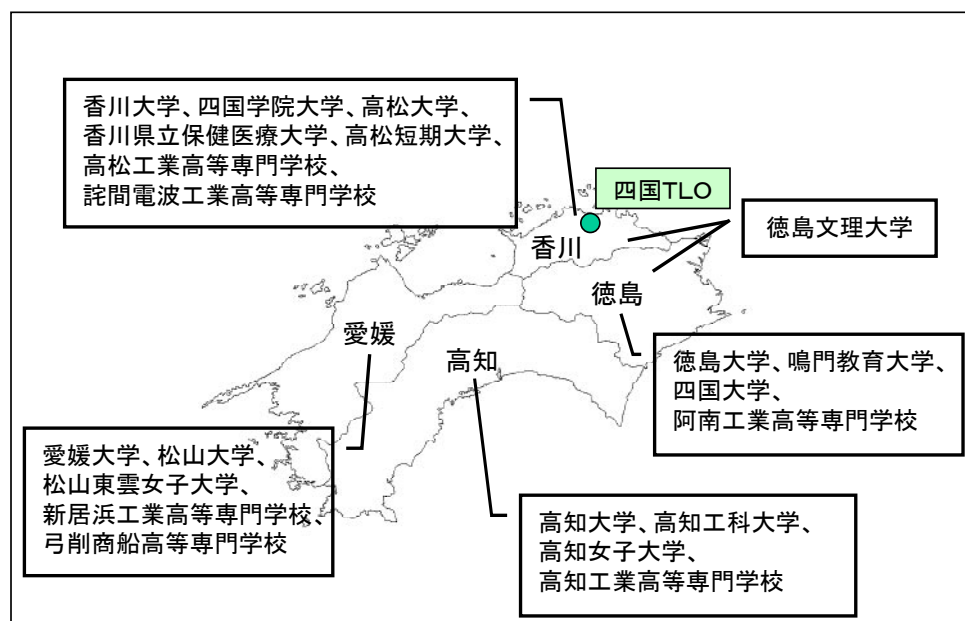 香川大学、四国学院大学、高松大学、
香川県立保健医療大学、高松短期大学、
高松工業高等専門学校、
詫間電波工業高等専門学校
四国TLO
徳島文理大学
香川
徳島
愛媛
高知
徳島大学、鳴門教育大学、
四国大学、
阿南工業高等専門学校
愛媛大学、松山大学、
松山東雲女子大学、
新居浜工業高等専門学校、
弓削商船高等専門学校
高知大学、高知工科大学、
高知女子大学、
高知工業高等専門学校